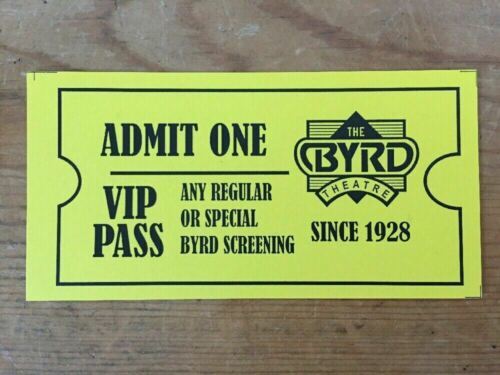 ADMIT ONE
VIP
PASS
ANY REGULAR
OR SPECIAL
BYRD SCREENING
THE
BYRD
THEATRE
SINCE 1928